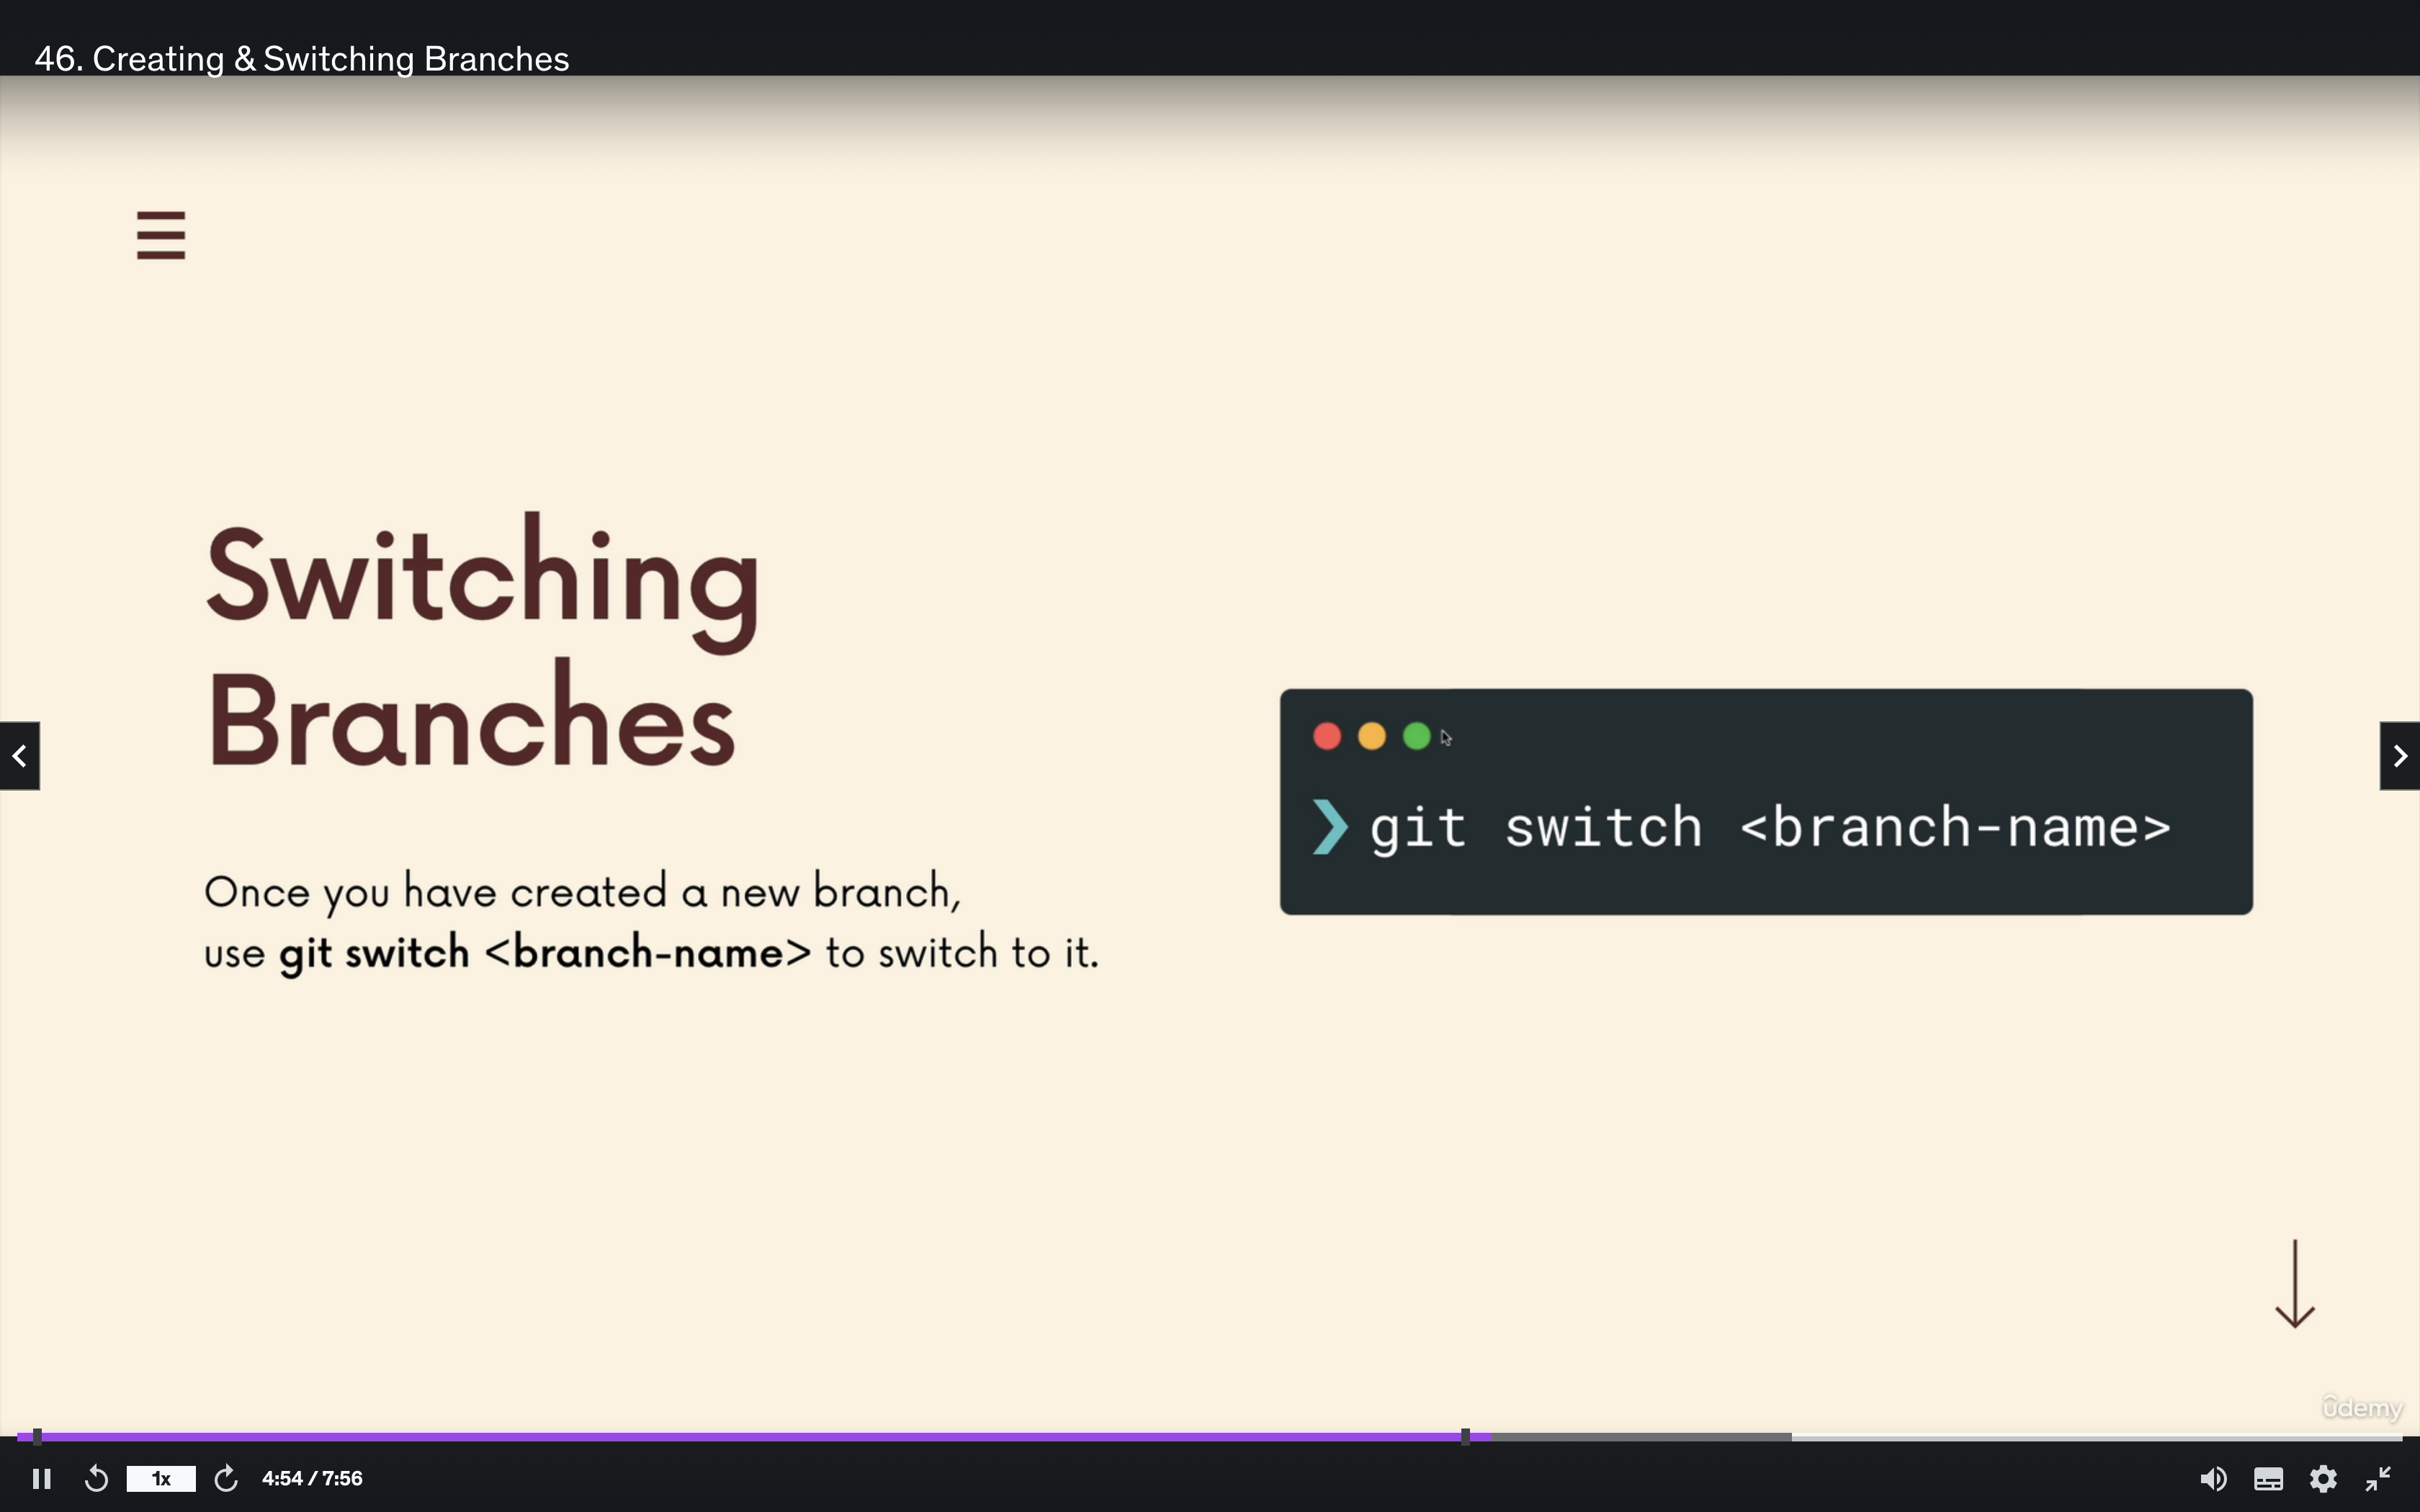 46. Creating & Switching Branches
Switching
Branches
Once you have created a new branch,
use git switch <branch-name> to switch to it.
❯ git switch <branch-name>
ûdemy
1x
4:54 / 7:56